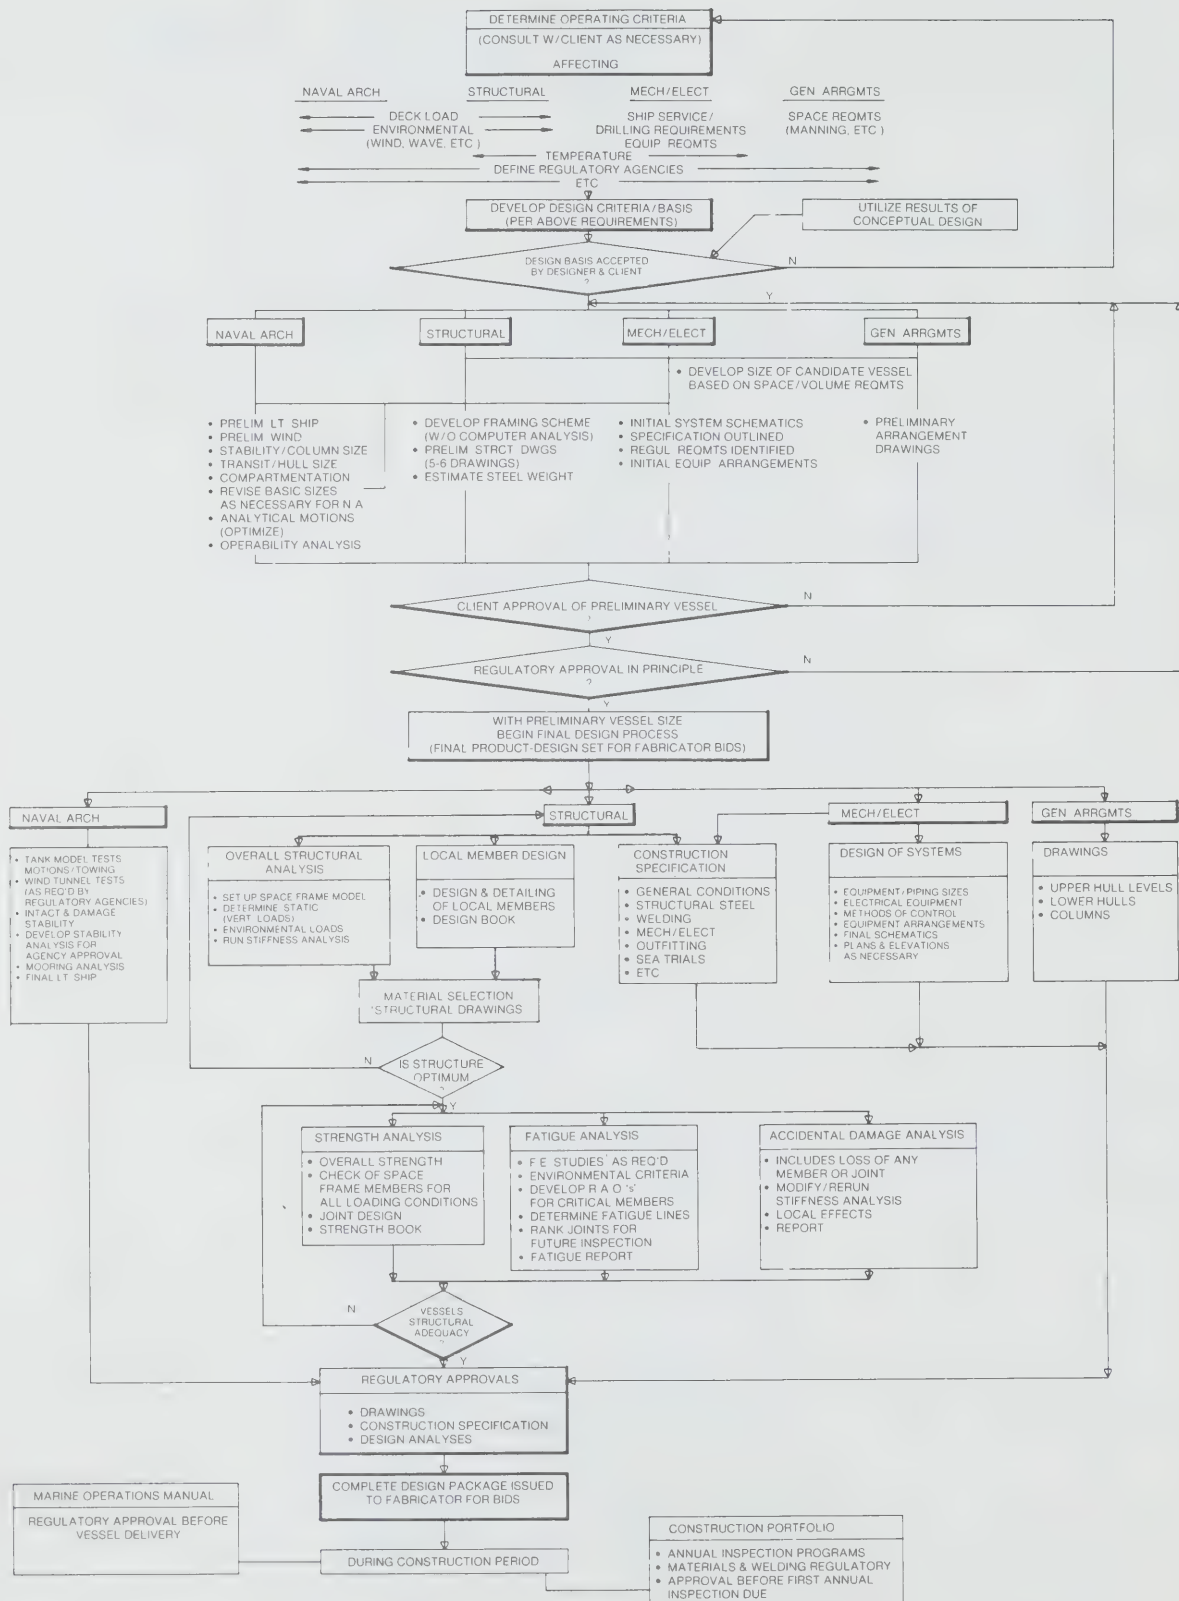 DETERMINE OPERATING CRITERIA
(CONSULT W/CLIENT AS NECESSARY)
AFFECTING
NAVAL ARCH
STRUCTURAL
MECH/ELECT
GEN ARRGMTS
DECK LOAD
ENVIRONMENTAL
(WIND, WAVE, ETC )
SHIP SERVICE/
DRILLING REQUIREMENTS
EQUIP REQMTS
SPACE REQMTS
(MANNING, ETC )
TEMPERATURE
DEFINE REGULATORY AGENCIES
ETC
DEVELOP DESIGN CRITERIA/BASIS
(PER ABOVE REQUIREMENTS)
UTILIZE RESULTS OF
CONCEPTUAL DESIGN
DESIGN BASIS ACCEPTED
BY DESIGNER & CLIENT
?
N
Y
NAVAL ARCH
STRUCTURAL
MECH/ELECT
GEN ARRGMTS
• DEVELOP SIZE OF CANDIDATE VESSEL
BASED ON SPACE/VOLUME REQMTS
• PRELIM LT SHIP
• PRELIM WIND
• STABILITY/COLUMN SIZE
• TRANSIT/HULL SIZE
• COMPARTMENTATION
• REVISE BASIC SIZES
AS NECESSARY FOR N A
• ANALYTICAL MOTIONS
(OPTIMIZE)
• OPERABILITY ANALYSIS
• DEVELOP FRAMING SCHEME
(W/O COMPUTER ANALYSIS)
• PRELIM STRCT DWGS
(5-6 DRAWINGS)
• ESTIMATE STEEL WEIGHT
• INITIAL SYSTEM SCHEMATICS
• SPECIFICATION OUTLINED
• REGUL REQMTS IDENTIFIED
• INITIAL EQUIP ARRANGEMENTS
• PRELIMINARY
ARRANGEMENT
DRAWINGS
CLIENT APPROVAL OF PRELIMINARY VESSEL
?
N
Y
REGULATORY APPROVAL IN PRINCIPLE
?
N
Y
WITH PRELIMINARY VESSEL SIZE
BEGIN FINAL DESIGN PROCESS
(FINAL PRODUCT-DESIGN SET FOR FABRICATOR BIDS)
NAVAL ARCH
STRUCTURAL
MECH/ELECT
GEN ARRGMTS
• TANK MODEL TESTS
MOTIONS/TOWING
• WIND TUNNEL TESTS
(AS REQ'D BY
REGULATORY AGENCIES)
• INTACT & DAMAGE
STABILITY
• DEVELOP STABILITY
ANALYSIS FOR
AGENCY APPROVAL
• MOORING ANALYSIS
• FINAL LT SHIP
OVERALL STRUCTURAL
ANALYSIS
• SET UP SPACE FRAME MODEL
• DETERMINE STATIC
(VERT LOADS)
• ENVIRONMENTAL LOADS
• RUN STIFFNESS ANALYSIS
LOCAL MEMBER DESIGN
• DESIGN & DETAILING
OF LOCAL MEMBERS
• DESIGN BOOK
CONSTRUCTION
SPECIFICATION
• GENERAL CONDITIONS
• STRUCTURAL STEEL
• WELDING
• MECH/ELECT
• OUTFITTING
• SEA TRIALS
• ETC
DESIGN OF SYSTEMS
• EQUIPMENT/PIPING SIZES
• ELECTRICAL EQUIPMENT
• METHODS OF CONTROL
• EQUIPMENT ARRANGEMENTS
• FINAL SCHEMATICS
• PLANS & ELEVATIONS
AS NECESSARY
DRAWINGS
• UPPER HULL LEVELS
• LOWER HULLS
• COLUMNS
MATERIAL SELECTION
'STRUCTURAL DRAWINGS
IS STRUCTURE
OPTIMUM
?
N
Y
STRENGTH ANALYSIS
• OVERALL STRENGTH
• CHECK OF SPACE
FRAME MEMBERS FOR
ALL LOADING CONDITIONS
• JOINT DESIGN
• STRENGTH BOOK
FATIGUE ANALYSIS
• F E STUDIES' AS REQ'D
• ENVIRONMENTAL CRITERIA
• DEVELOP R A O 's'
FOR CRITICAL MEMBERS
• DETERMINE FATIGUE LINES
• RANK JOINTS FOR
FUTURE INSPECTION
• FATIGUE REPORT
ACCIDENTAL DAMAGE ANALYSIS
• INCLUDES LOSS OF ANY
MEMBER OR JOINT
• MODIFY/RERUN
STIFFNESS ANALYSIS
• LOCAL EFFECTS
• REPORT
VESSELS
STRUCTURAL
ADEQUACY
?
N
Y
REGULATORY APPROVALS
• DRAWINGS
• CONSTRUCTION SPECIFICATION
• DESIGN ANALYSES
COMPLETE DESIGN PACKAGE ISSUED
TO FABRICATOR FOR BIDS
MARINE OPERATIONS MANUAL
REGULATORY APPROVAL BEFORE
VESSEL DELIVERY
DURING CONSTRUCTION PERIOD
CONSTRUCTION PORTFOLIO
• ANNUAL INSPECTION PROGRAMS
• MATERIALS & WELDING REGULATORY
• APPROVAL BEFORE FIRST ANNUAL
INSPECTION DUE